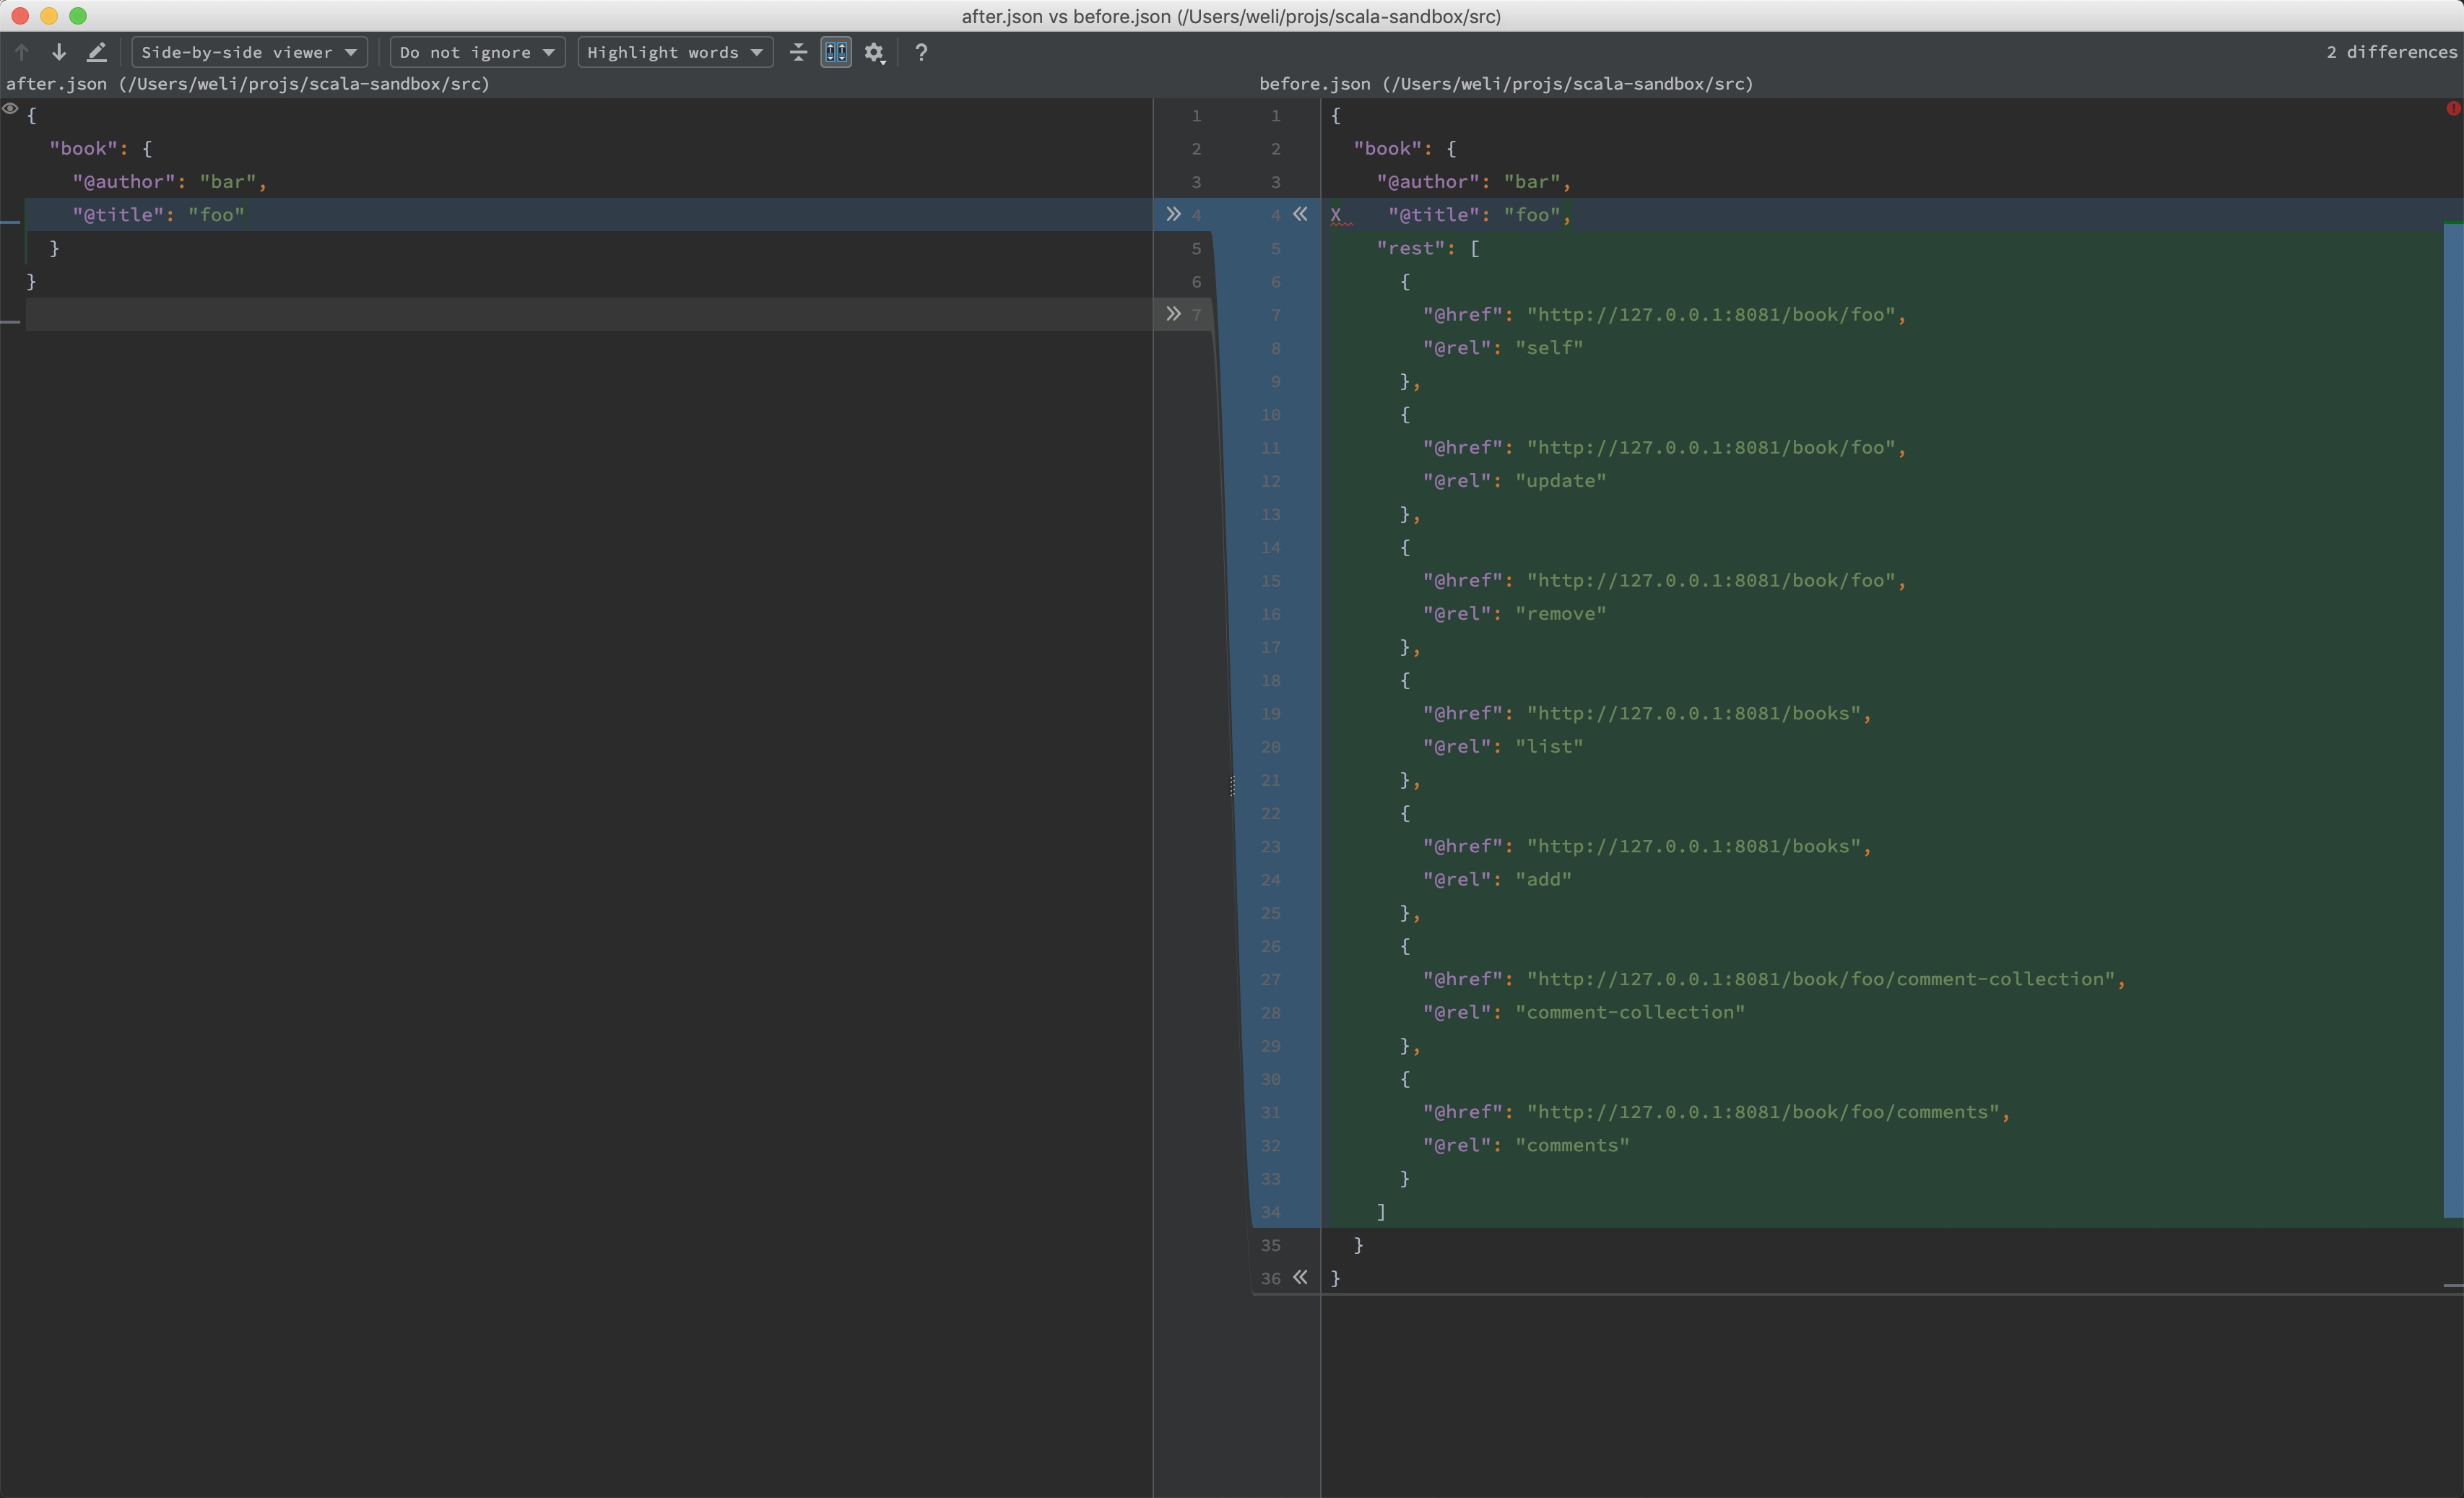 after.json vs before.json (/Users/weli/projs/scala-sandbox/src)
Side-by-side viewer Do not ignore Highlight words ? 2 differences
after.json (/Users/weli/projs/scala-sandbox/src)
{
"book": {
"@author": "bar",
"@title": "foo"
}
}
1
2
3
4
5
6
7
before.json (/Users/weli/projs/scala-sandbox/src)
1 {
2 "book": {
3 "@author": "bar",
4 X "@title": "foo",
5 "rest": [
6 {
7 "@href": "http://127.0.0.1:8081/book/foo",
8 "@rel": "self"
9 },
10 {
11 "@href": "http://127.0.0.1:8081/book/foo",
12 "@rel": "update"
13 },
14 {
15 "@href": "http://127.0.0.1:8081/book/foo",
16 "@rel": "remove"
17 },
18 {
19 "@href": "http://127.0.0.1:8081/books",
20 "@rel": "list"
21 },
22 {
23 "@href": "http://127.0.0.1:8081/books",
24 "@rel": "add"
25 },
26 {
27 "@href": "http://127.0.0.1:8081/book/foo/comment-collection",
28 "@rel": "comment-collection"
29 },
30 {
31 "@href": "http://127.0.0.1:8081/book/foo/comments",
32 "@rel": "comments"
33 }
34 ]
35 }
36 }